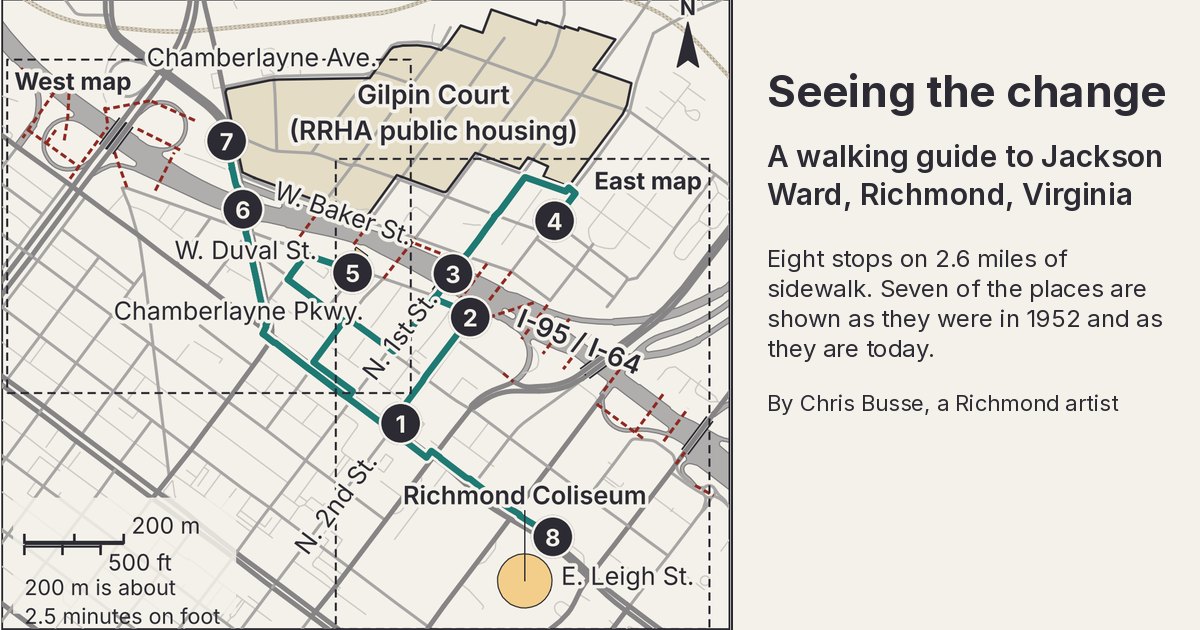 N
Chamberlayne Ave.
West map
Gilpin Court
(RRHA public housing)
7
East map
W. Baker St.
6
4
W. Duval St.
5
3
Chamberlayne Pkwy.
N. 1st St.
2
I-95 / I-64
1
N. 2nd St.
Richmond Coliseum
200 m
8
500 ft
E. Leigh St.
200 m is about
2.5 minutes on foot
Seeing the change
A walking guide to Jackson
Ward, Richmond, Virginia
Eight stops on 2.6 miles of
sidewalk. Seven of the places are
shown as they were in 1952 and as
they are today.
By Chris Busse, a Richmond artist